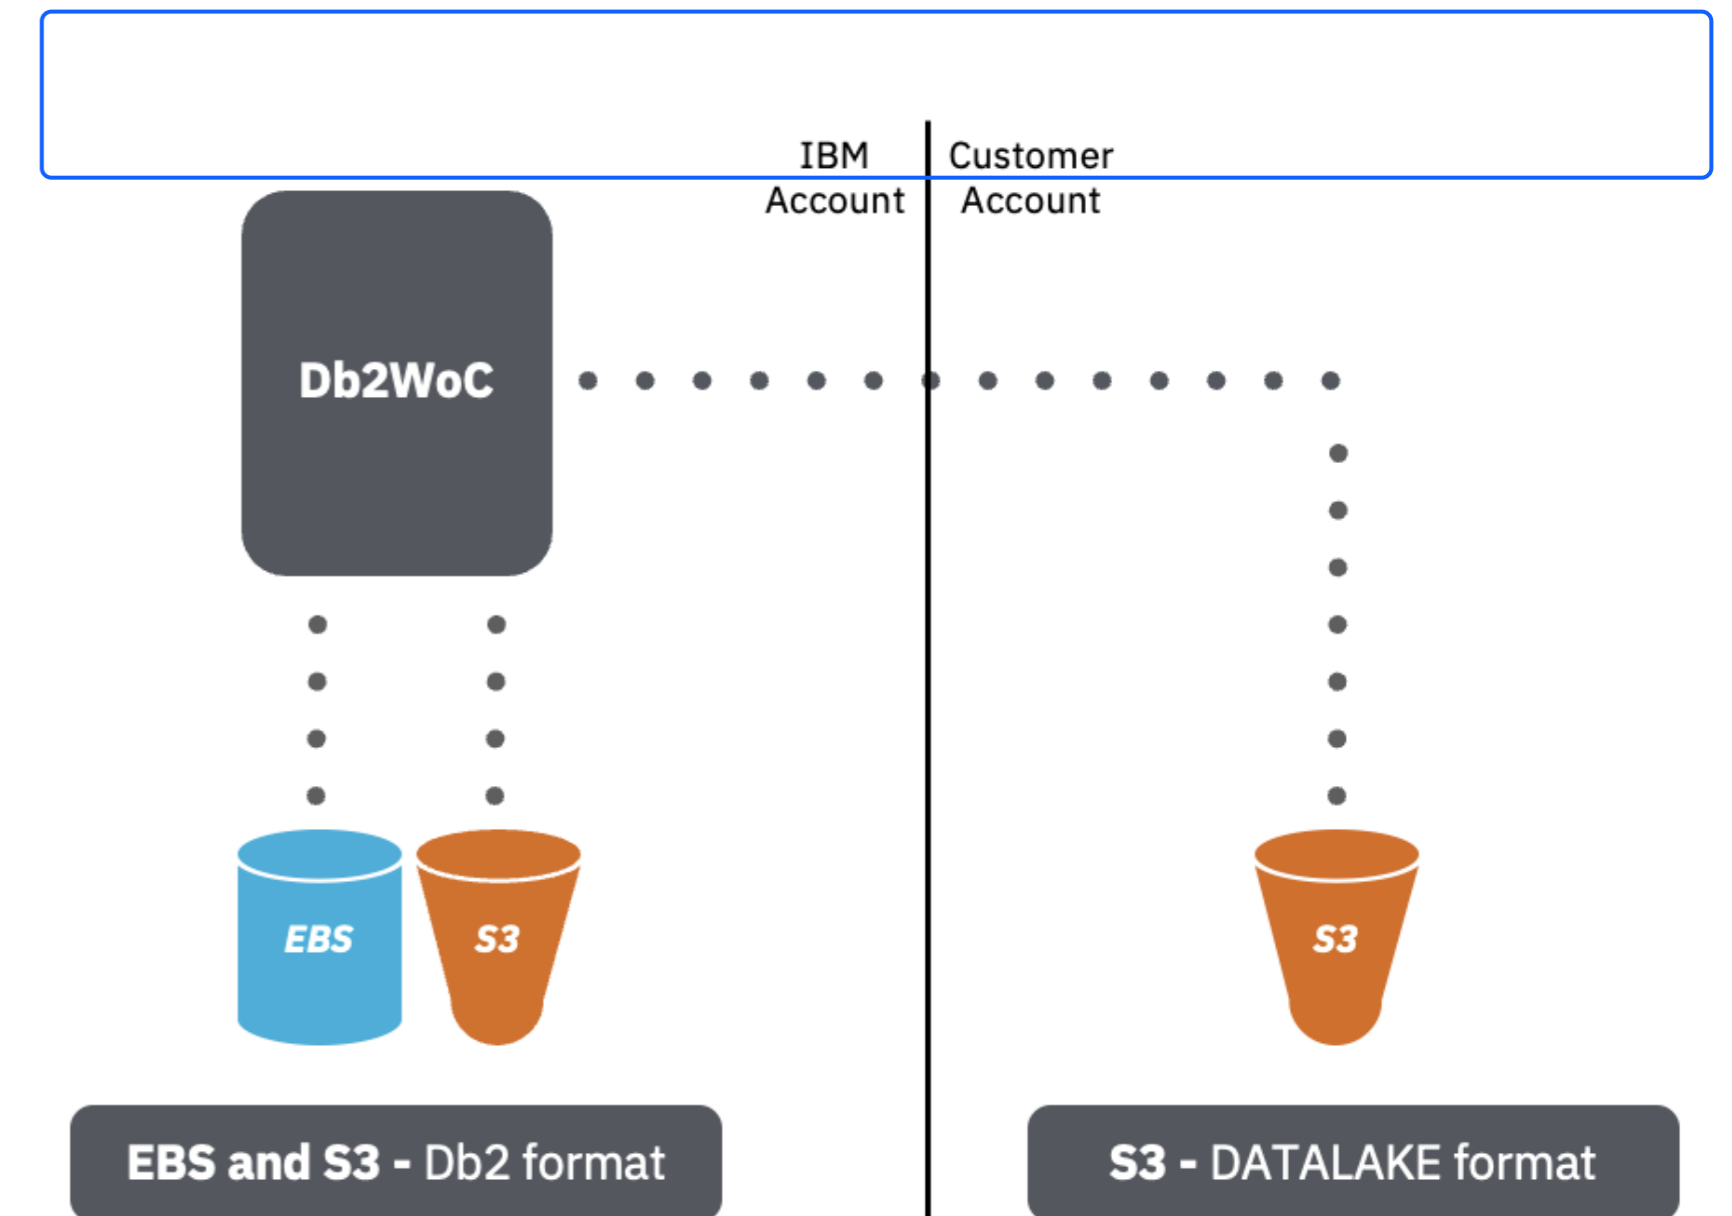 IBM
Account
Customer
Account
Db2WoC
EBS
S3
S3
EBS and S3 - Db2 format
S3 - DATALAKE format